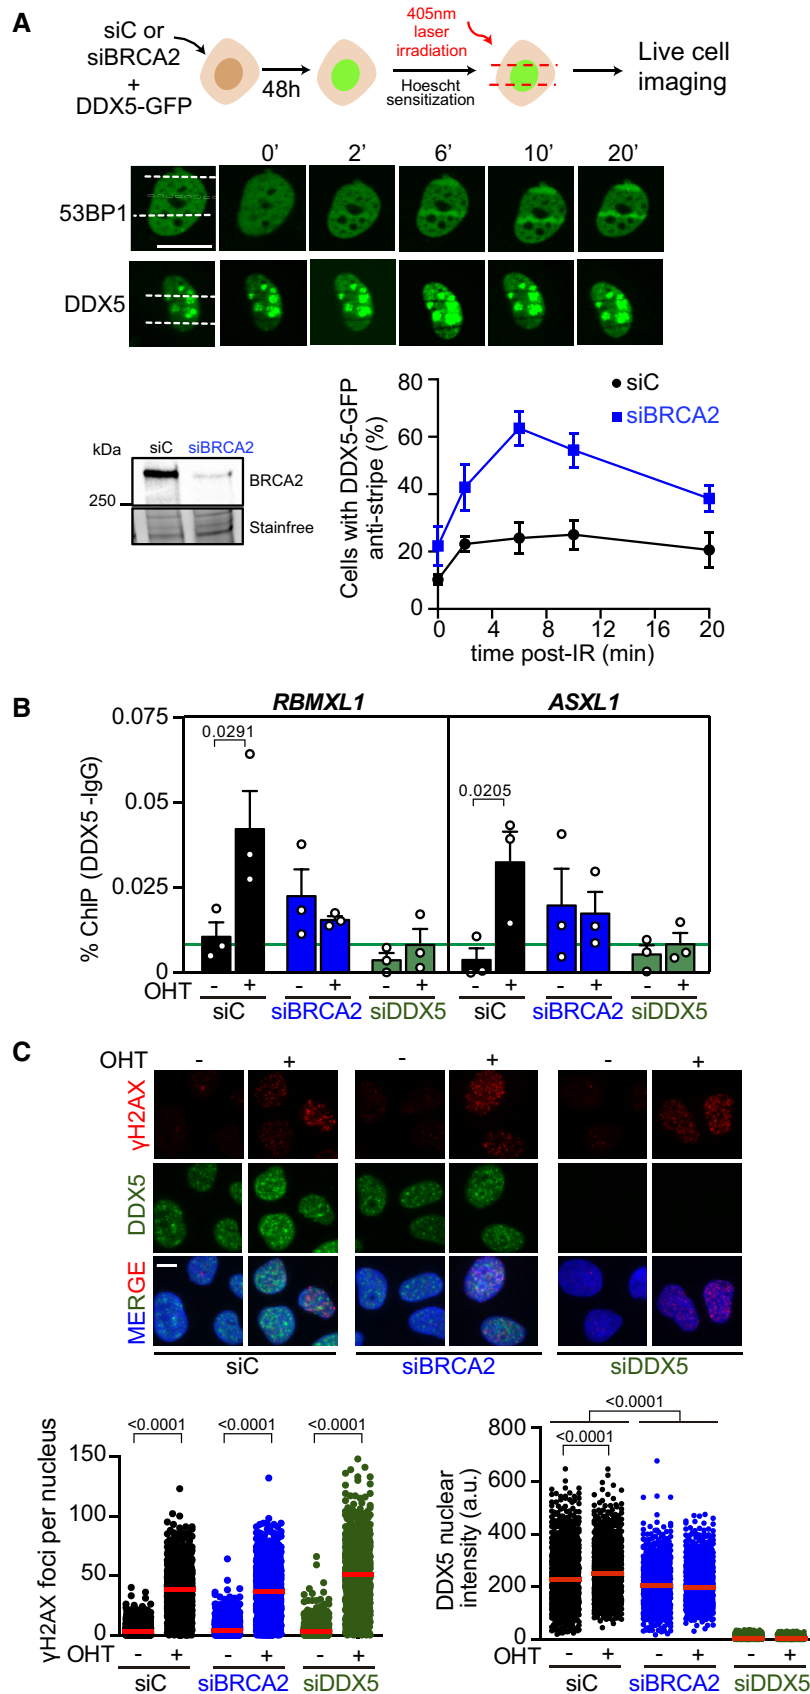 A
siC or
siBRCA2
+
DDX5-GFP
48h
405nm
laser
irradiation
Hoescht
sensitization
Live cell
imaging
0' 2' 6' 10' 20'
53BP1
DDX5
kDa siC siBRCA2
BRCA2
250
Stainfree
Cells with DDX5-GFP
anti-stripe (%)
80
60
40
20
0
0 4 8 12 16 20
time post-IR (min)
siC
siBRCA2
B
RBMXL1 ASXL1
% ChIP (DDX5 -IgG)
0.075
0.05
0.025
0
0.0291
0.0205
OHT - + - + - + - + - + - +
siC siBRCA2 siDDX5 siC siBRCA2 siDDX5
C
OHT - + - + - +
γH2AX
DDX5
MERGE
siC siBRCA2 siDDX5
γH2AX foci per nucleus
150
100
50
0
<0.0001 <0.0001 <0.0001
OHT - + - + - +
siC siBRCA2 siDDX5
DDX5 nuclear
intensity (a.u.)
800
600
400
200
0
<0.0001
<0.0001
OHT - + - + - +
siC siBRCA2 siDDX5